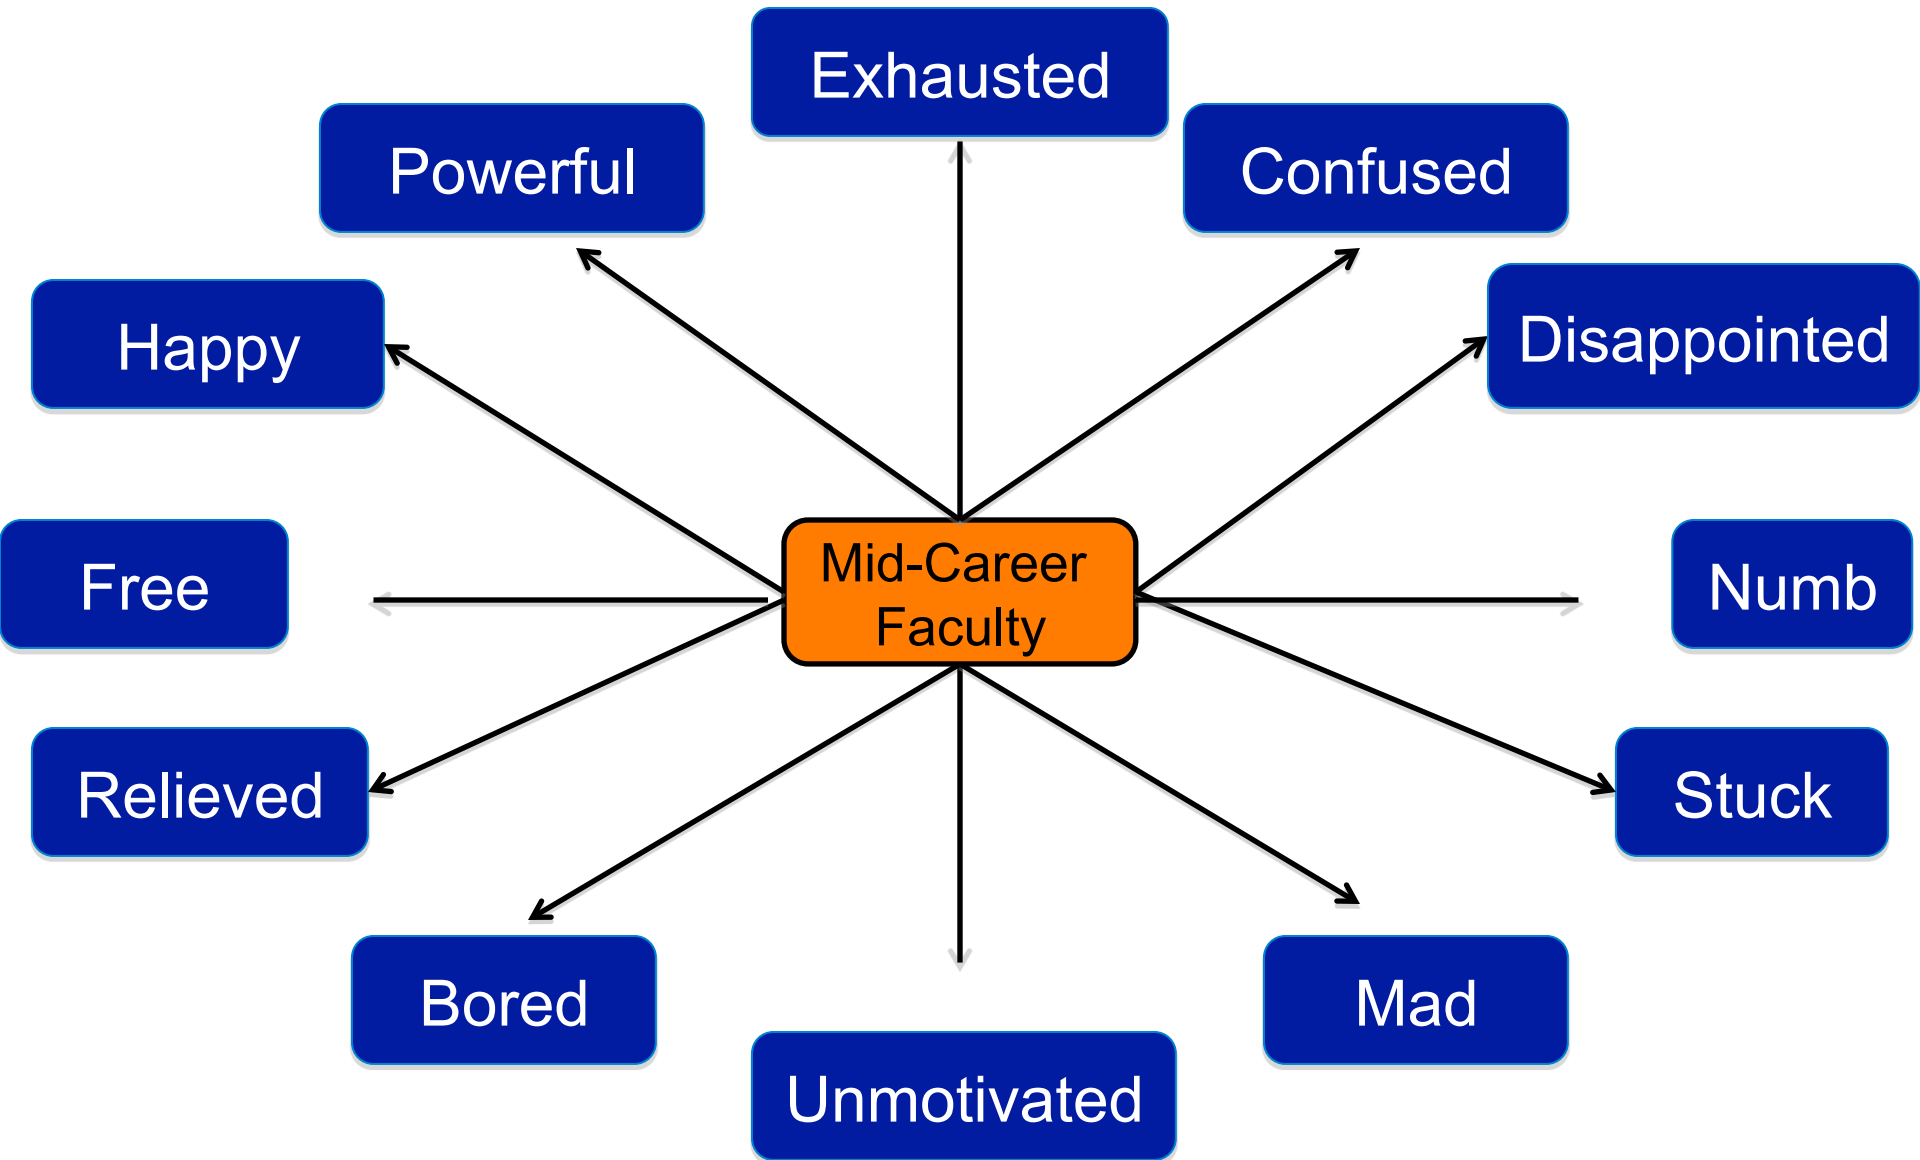 Exhausted
Powerful
Confused
Happy
Disappointed
Free
Mid-Career
Faculty
Numb
Relieved
Stuck
Bored
Mad
Unmotivated